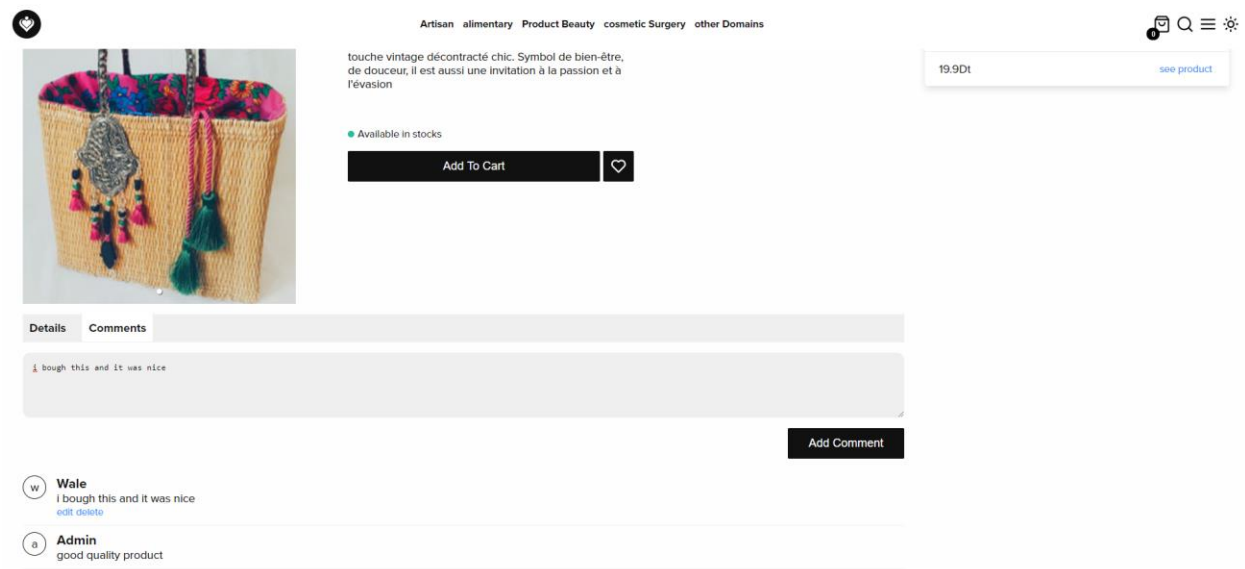 Artisan alimentary Product Beauty cosmetic Surgery other Domains
0
touche vintage décontracté chic. Symbol de bien-être,
de douceur, il est aussi une invitation à la passion et à
l'évasion
19.9Dt see product
Available in stocks
Add To Cart
Details Comments
i bough this and it was nice
Add Comment
w
Wale
i bough this and it was nice
edit delete
a
Admin
good quality product